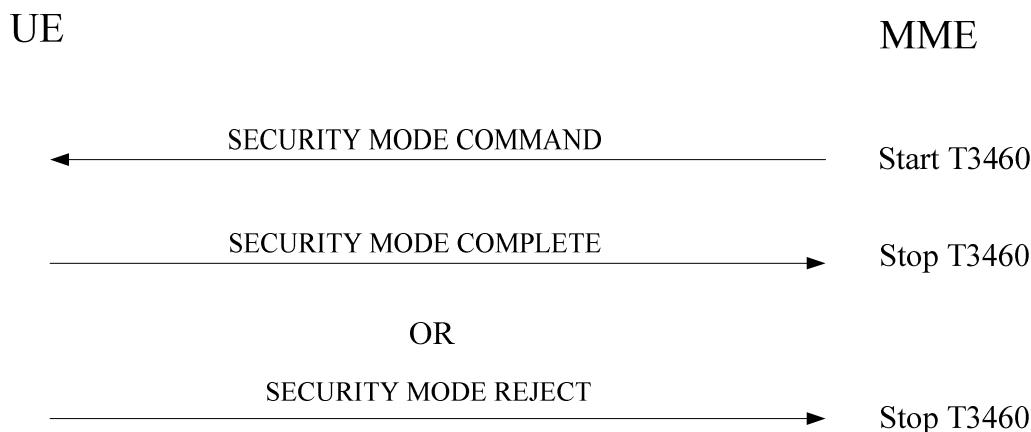 UE
MME
SECURITY MODE COMMAND
Start T3460
SECURITY MODE COMPLETE
Stop T3460
OR
SECURITY MODE REJECT
Stop T3460